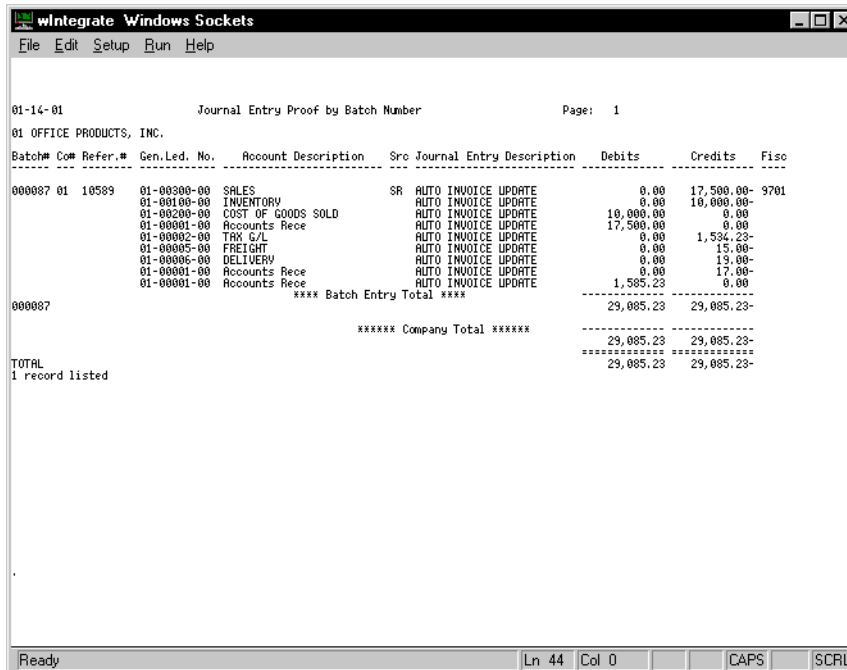 wIntegrate Windows Sockets
File Edit Setup Run Help
01-14-01 Journal Entry Proof by Batch Number Page: 1
01 OFFICE PRODUCTS, INC.
Batch# Co# Refer.# Gen.Led. No. Account Description Src Journal Entry Description Debits Credits Fisc
000087 01 10589 01-00300-00 SALES SR AUTO INVOICE UPDATE 0.00 17,500.00- 9701
01-00100-00 INVENTORY AUTO INVOICE UPDATE 0.00 10,000.00-
01-00200-00 COST OF GOODS SOLD AUTO INVOICE UPDATE 10,000.00 0.00
01-00001-00 Accounts Rece AUTO INVOICE UPDATE 17,500.00 0.00
01-00002-00 TAX G/L AUTO INVOICE UPDATE 0.00 1,534.23-
01-00005-00 FREIGHT AUTO INVOICE UPDATE 0.00 15.00-
01-00006-00 DELIVERY AUTO INVOICE UPDATE 0.00 19.00-
01-00001-00 Accounts Rece AUTO INVOICE UPDATE 0.00 17.00-
01-00001-00 Accounts Rece AUTO INVOICE UPDATE 1,585.23 0.00
**** Batch Entry Total ****
000087 29,085.23 29,085.23-
****** Company Total ******
29,085.23 29,085.23-
TOTAL 29,085.23 29,085.23-
1 record listed
.
Ready Ln 44 Col 0 CAPS SCRL